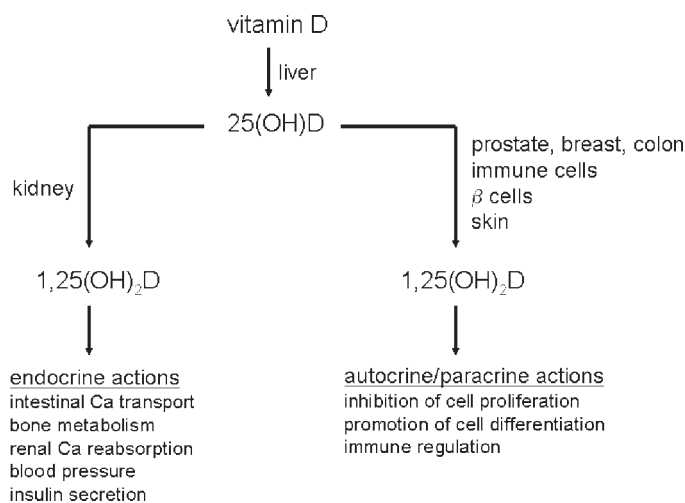 vitamin D
liver
25(OH)D
kidney
prostate, breast, colon
immune cells
β cells
skin
1,25(OH)₂D
1,25(OH)₂D
endocrine actions
intestinal Ca transport
bone metabolism
renal Ca reabsorption
blood pressure
insulin secretion
autocrine/paracrine actions
inhibition of cell proliferation
promotion of cell differentiation
immune regulation